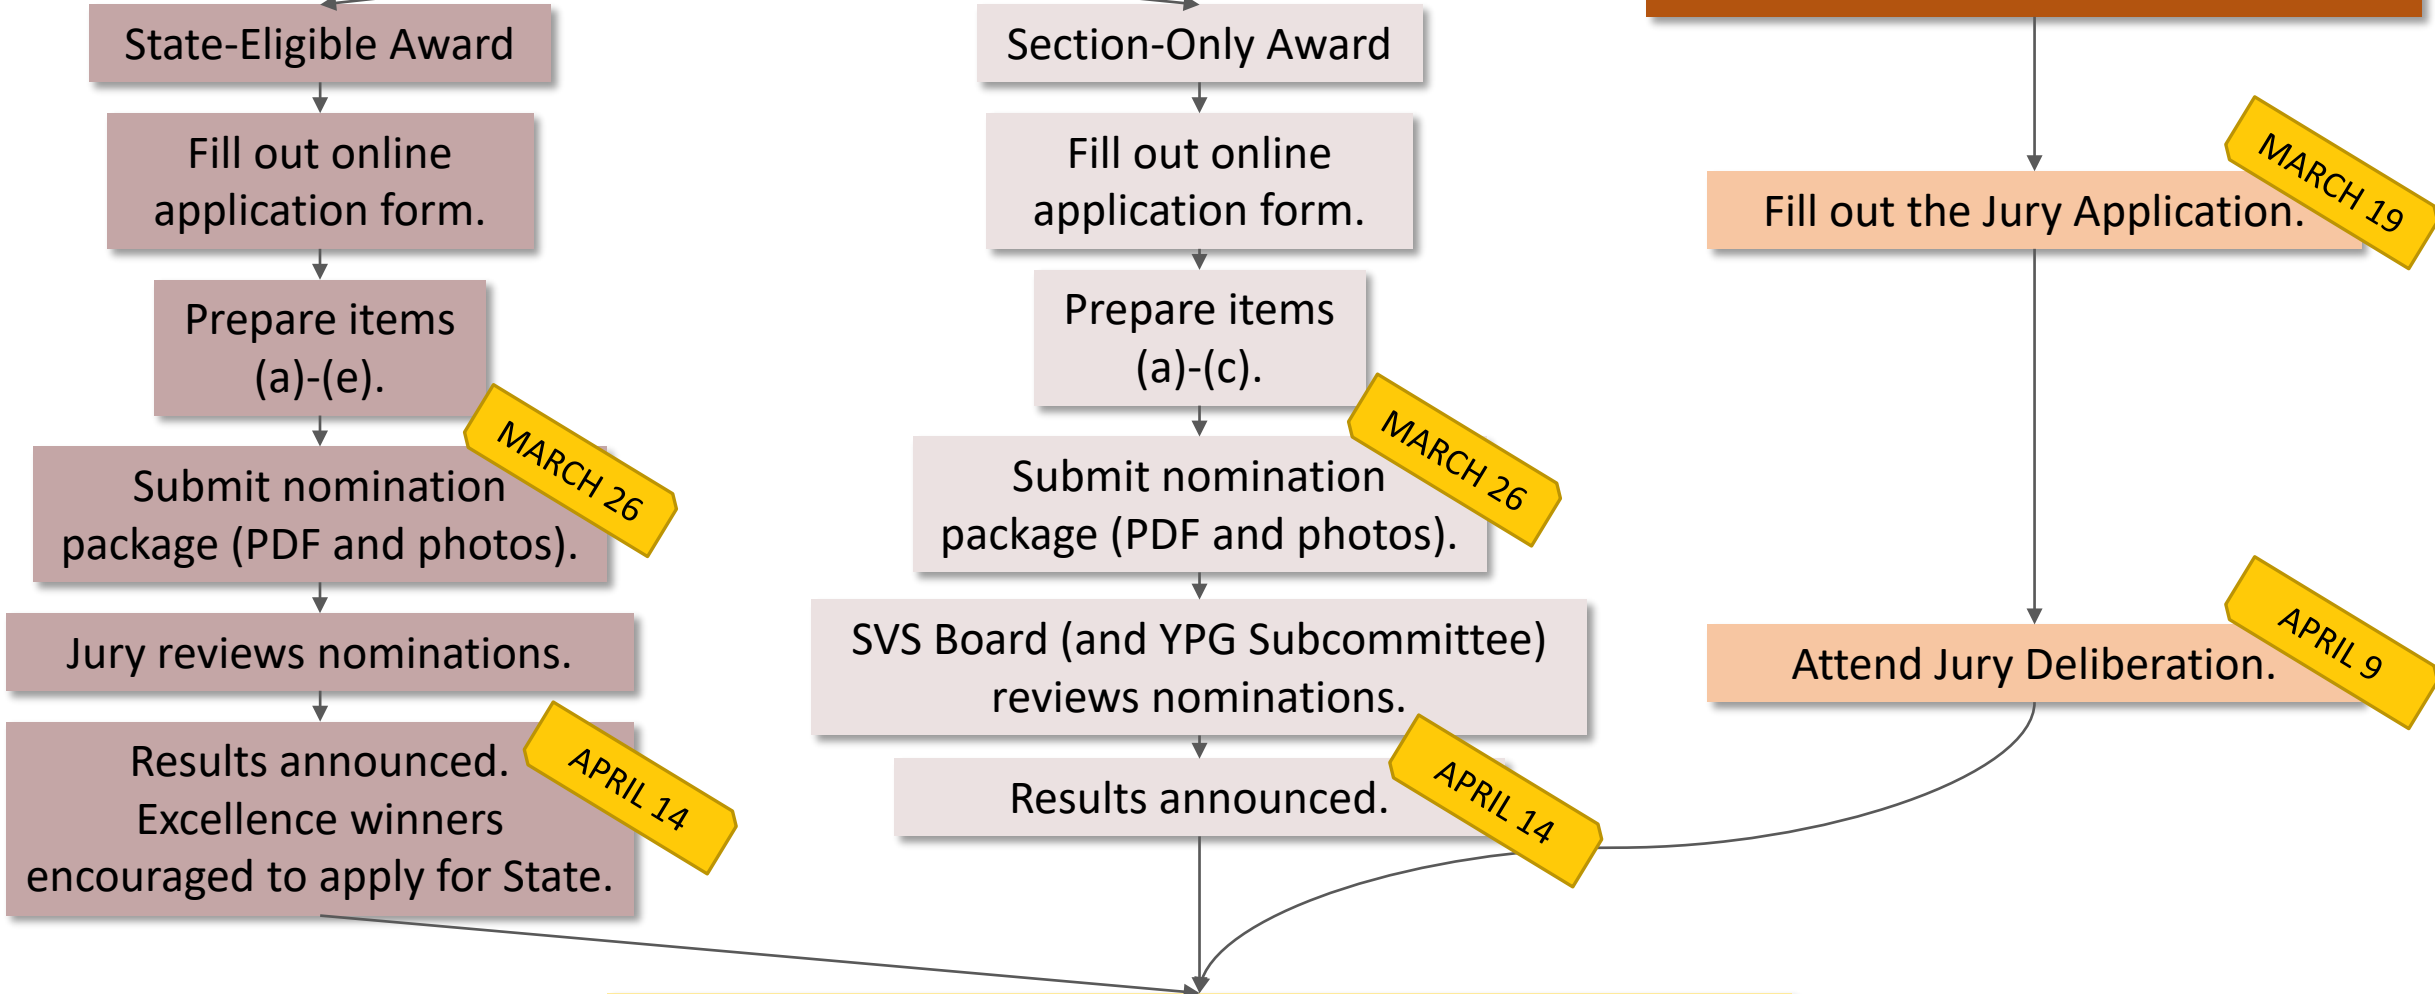 State-Eligible Award
Fill out online
application form.
Prepare items
(a)-(e).
MARCH 26
Submit nomination
package (PDF and photos).
Jury reviews nominations.
Results announced.
Excellence winners
encouraged to apply for State.
APRIL 14
Section-Only Award
Fill out online
application form.
Prepare items
(a)-(c).
MARCH 26
Submit nomination
package (PDF and photos).
SVS Board (and YPG Subcommittee)
reviews nominations.
Results announced.
APRIL 14
MARCH 19
Fill out the Jury Application.
APRIL 9
Attend Jury Deliberation.